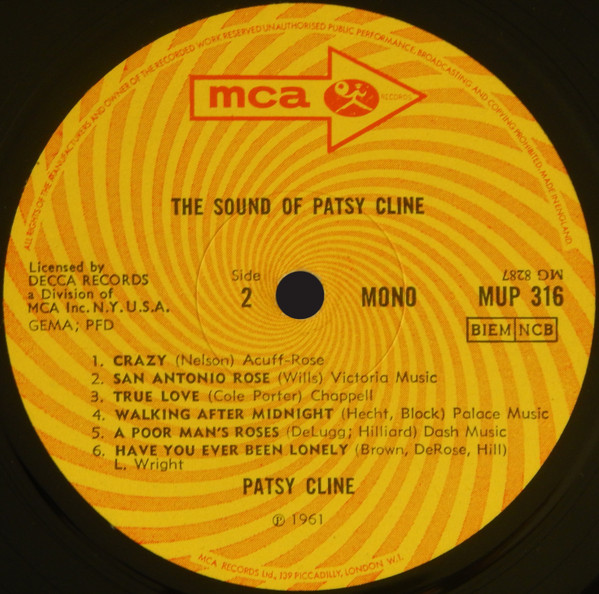 ALL RIGHTS OF THE MANUFACTURERS AND OWNER OF THE RECORDED WORK RESERVED UNAUTHORISED PUBLIC PERFORMANCE, BROADCASTING AND COPYING PROHIBITED: MADE IN ENGLAND
mca RECORDS
THE SOUND OF PATSY CLINE
Licensed by
DECCA RECORDS
a Division of
MCA Inc. N.Y. U.S.A.
GEMA; PFD
Side
2
MONO
MG 8287
MUP 316
BIEM NCB
1. CRAZY (Nelson) Acuff-Rose
2. SAN ANTONIO ROSE (Wills) Victoria Music
3. TRUE LOVE (Cole Porter) Chappell
4. WALKING AFTER MIDNIGHT (Hecht, Block) Palace Music
5. A POOR MAN'S ROSES (DeLugg; Hilliard) Dash Music
6. HAVE YOU EVER BEEN LONELY (Brown, DeRose, Hill)
L. Wright
PATSY CLINE
℗ 1961
MCA RECORDS Ltd., 139 PICCADILLY, LONDON. W.1.